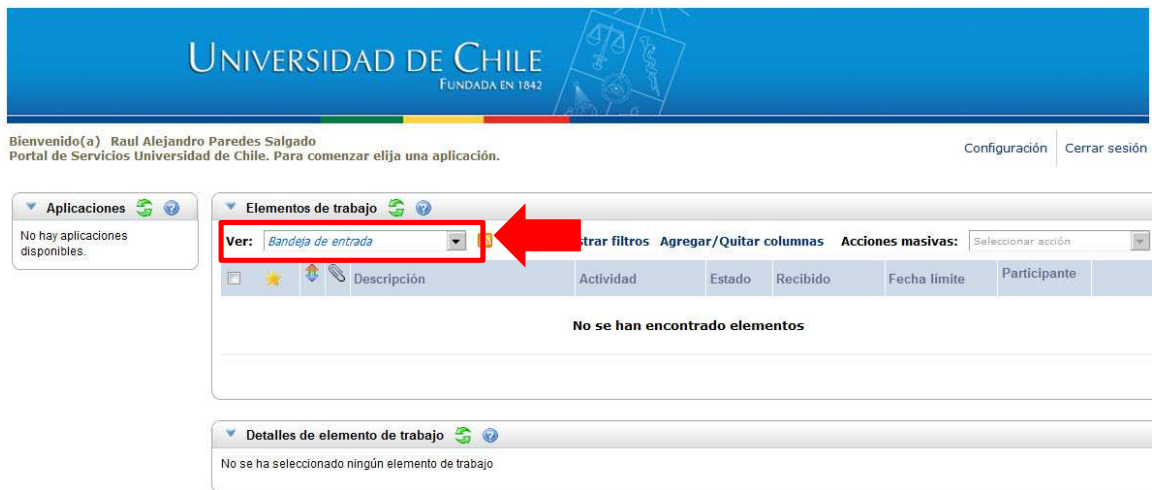 UNIVERSIDAD DE CHILE
FUNDADA EN 1842
Bienvenido(a) Raul Alejandro Paredes Salgado
Portal de Servicios Universidad de Chile. Para comenzar elija una aplicación.
Configuración Cerrar sesión
Aplicaciones
No hay aplicaciones
disponibles.
Elementos de trabajo
Ver: Bandeja de entrada strar filtros Agregar/Quitar columnas Acciones masivas: Seleccionar acción
Descripción Actividad Estado Recibido Fecha límite Participante
No se han encontrado elementos
Detalles de elemento de trabajo
No se ha seleccionado ningún elemento de trabajo